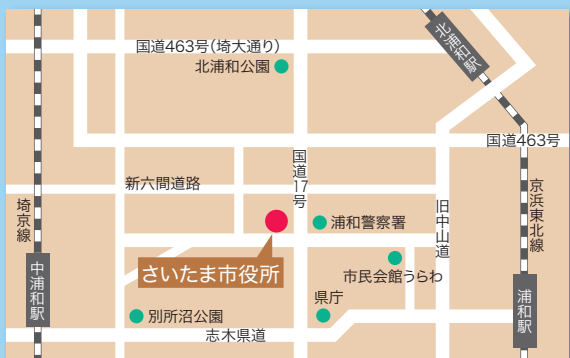 国道463号(埼大通り)
北浦和公園
北浦和駅
国道463号
国道17号
新六間道路
埼京線
浦和警察署
旧中山道
京浜東北線
さいたま市役所
市民会館うらわ
中浦和駅
県庁
浦和駅
別所沼公園
志木県道